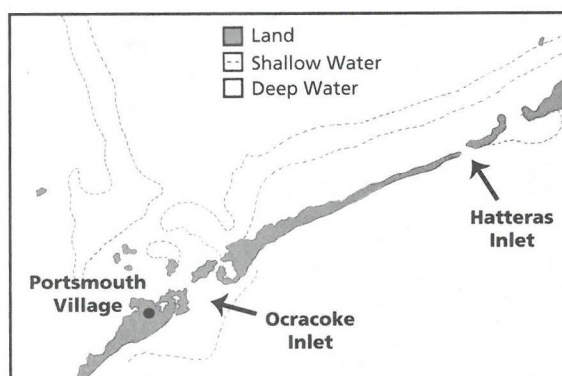 Land
Shallow Water
Deep Water
Hatteras
Inlet
Portsmouth
Village
Ocracoke
Inlet